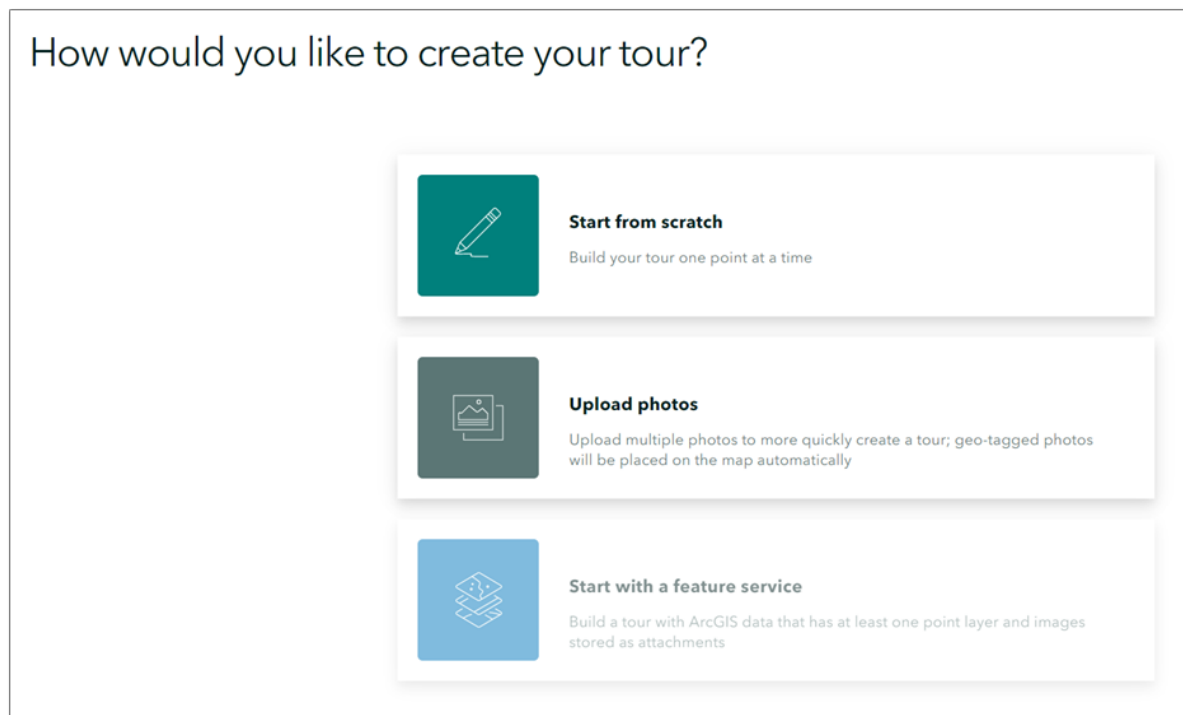 How would you like to create your tour?
Start from scratch
Build your tour one point at a time
Upload photos
Upload multiple photos to more quickly create a tour; geo-tagged photos
will be placed on the map automatically
Start with a feature service
Build a tour with ArcGIS data that has at least one point layer and images
stored as attachments